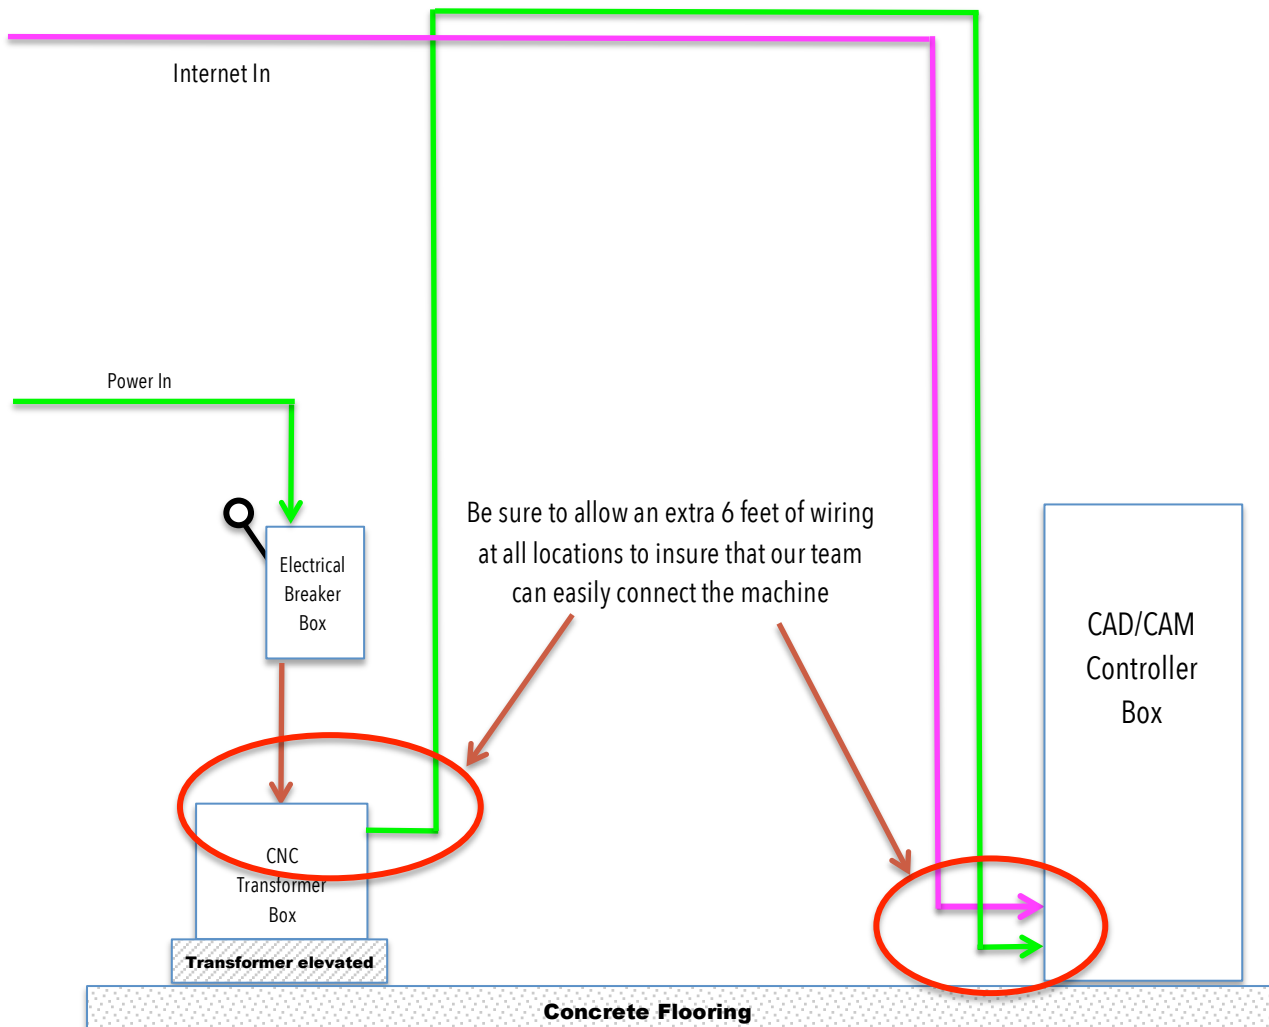 Internet In
Power In
Be sure to allow an extra 6 feet of wiring
at all locations to insure that our team
can easily connect the machine
Electrical
Breaker
Box
CAD/CAM
Controller
Box
CNC
Transformer
Box
Transformer elevated
Concrete Flooring